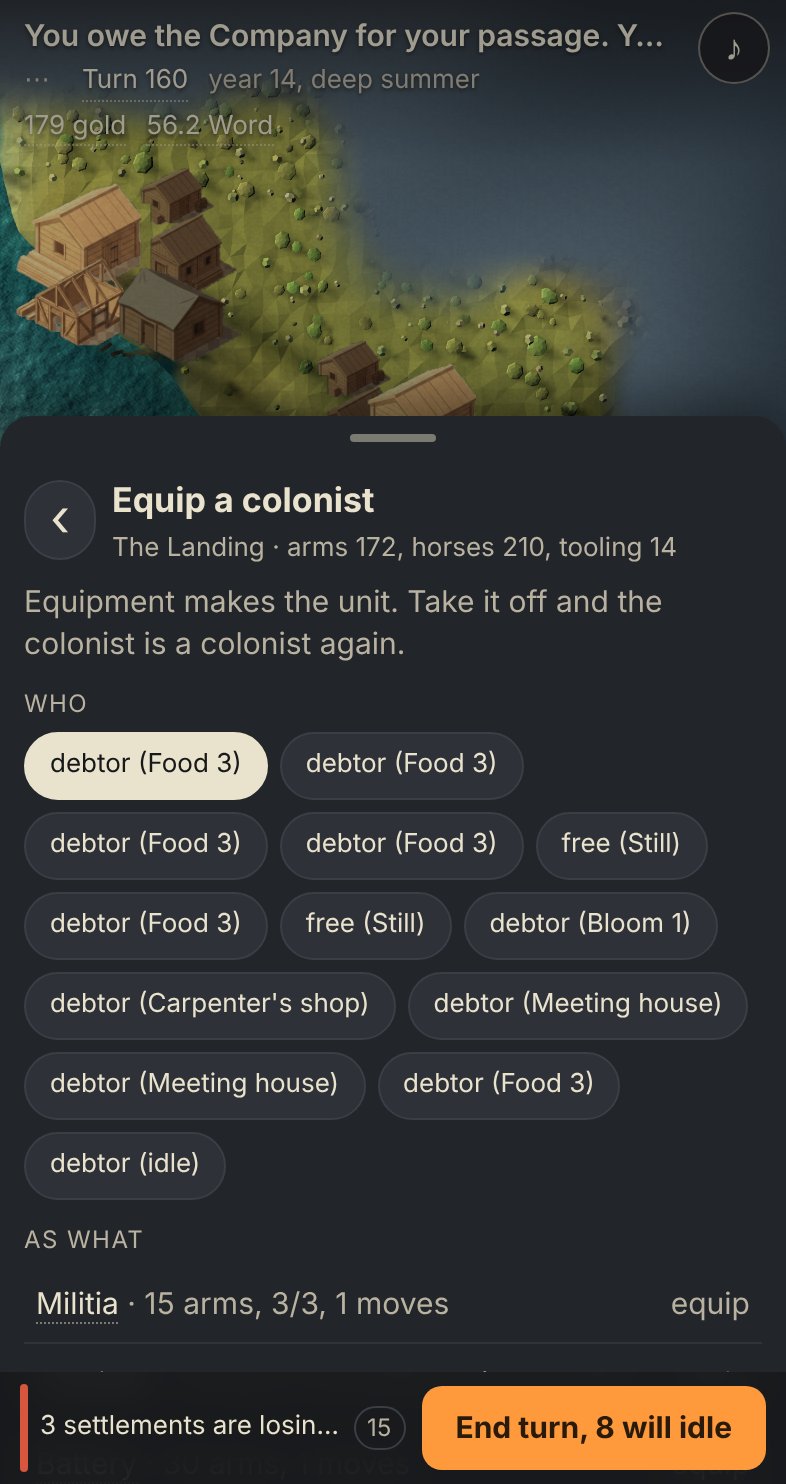 You owe the Company for your passage. Y...
... Turn 160 year 14, deep summer
179 gold 56.2 Word
Equip a colonist
The Landing · arms 172, horses 210, tooling 14
Equipment makes the unit. Take it off and the
colonist is a colonist again.
WHO
debtor (Food 3) debtor (Food 3)
debtor (Food 3) debtor (Food 3) free (Still)
debtor (Food 3) free (Still) debtor (Bloom 1)
debtor (Carpenter's shop) debtor (Meeting house)
debtor (Meeting house) debtor (Food 3)
debtor (idle)
AS WHAT
Militia · 15 arms, 3/3, 1 moves equip
3 settlements are losin... 15 End turn, 8 will idle
Battery · 30 arms, 1 moves